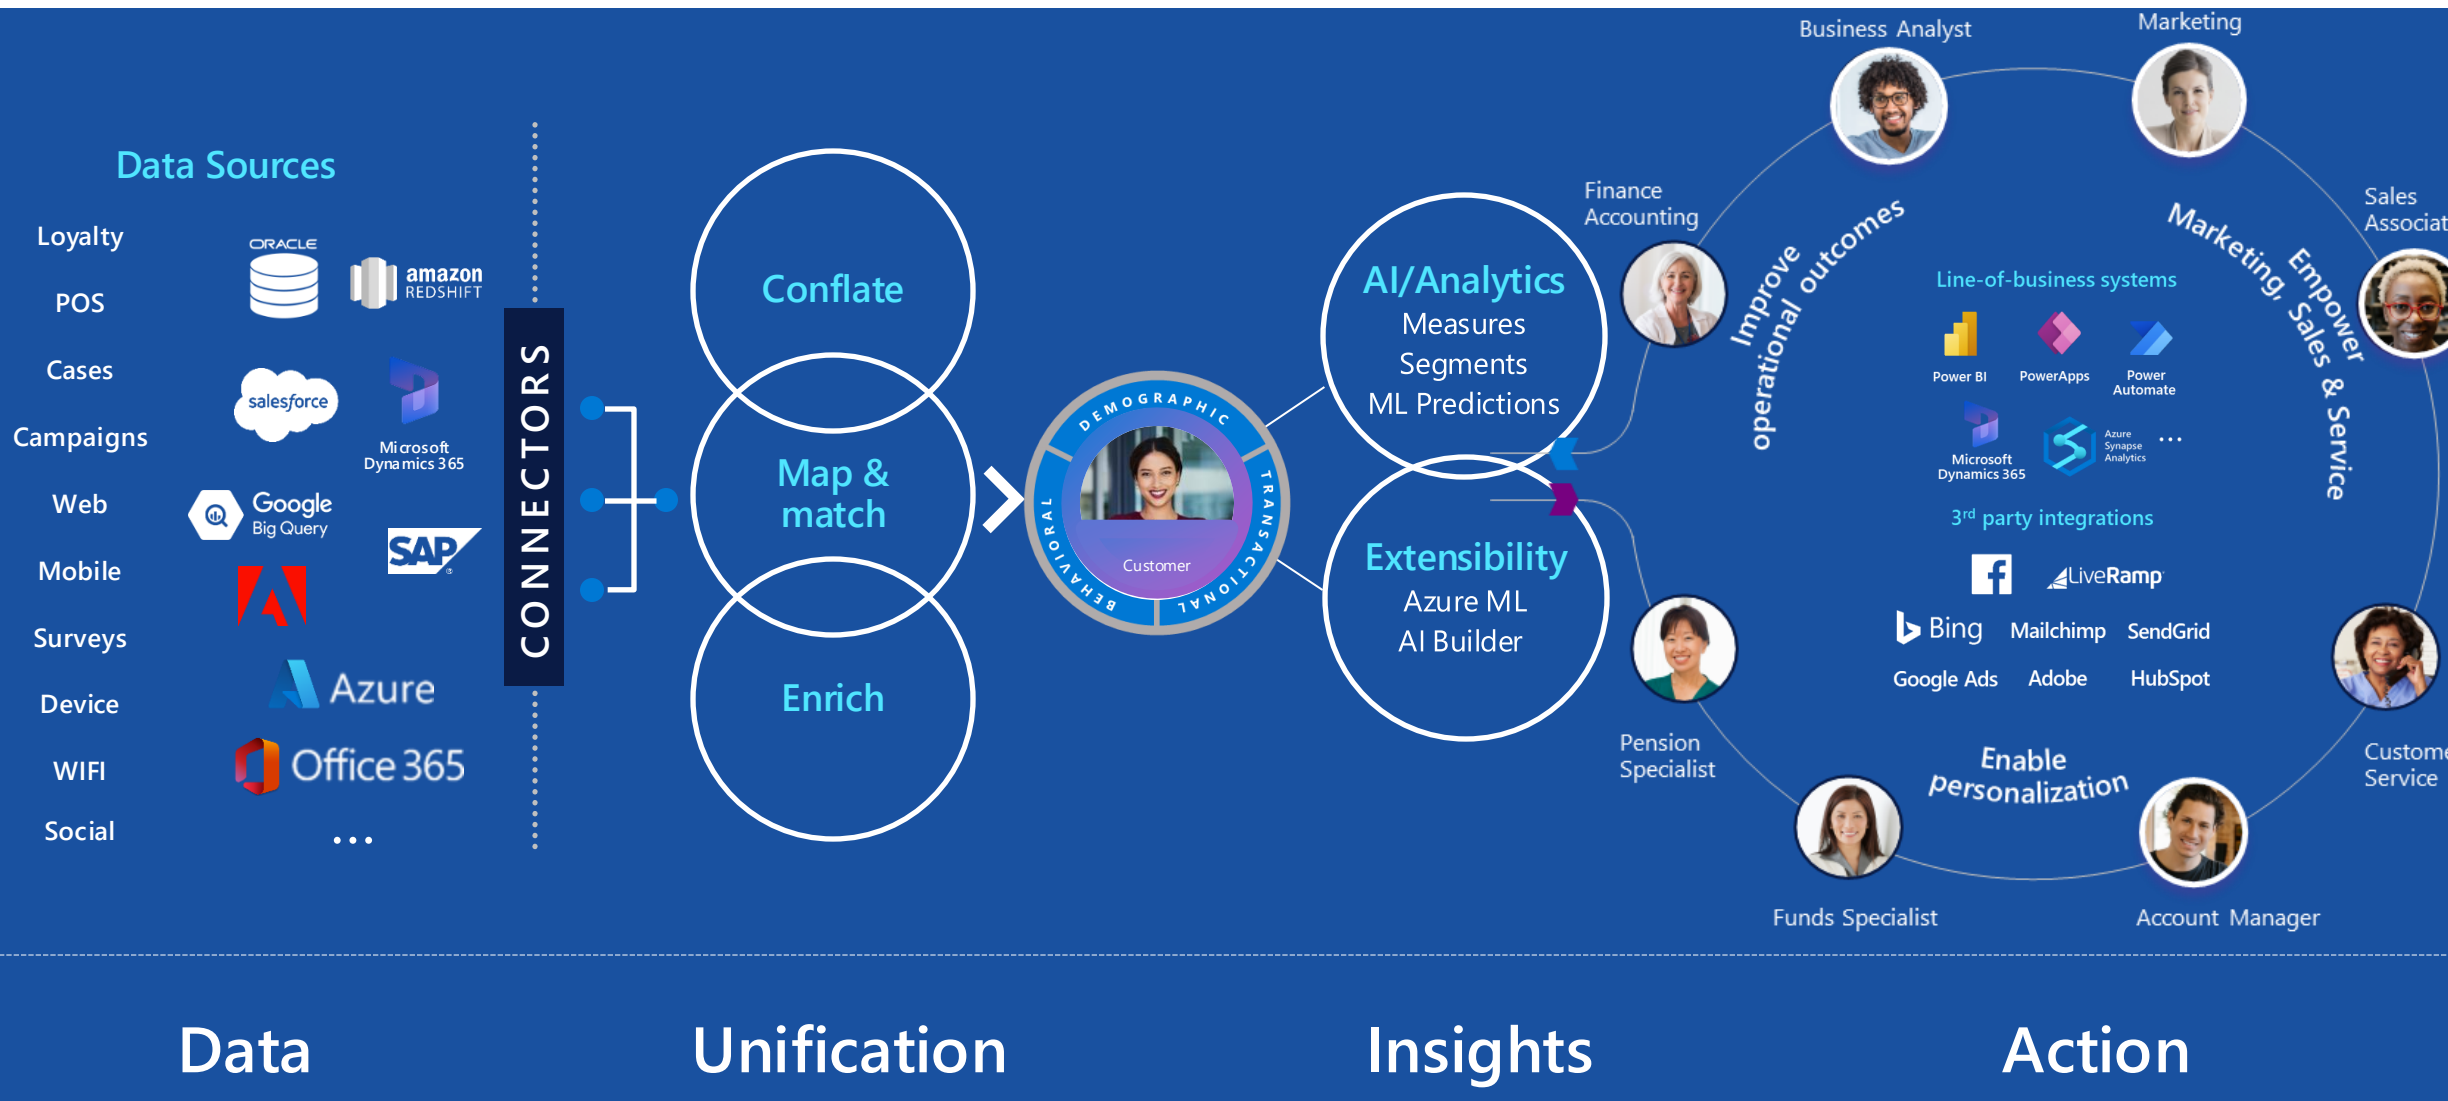 Data Sources
Loyalty
POS
Cases
Campaigns
Web
Mobile
Surveys
Device
WIFI
Social
ORACLE
amazon
REDSHIFT
salesforce
Microsoft
Dynamics 365
Google
Big Query
SAP
®
Azure
Office 365
...
CONNECTORS
Conflate
Map &
match
Enrich
DEMOGRAPHIC
TRANSACTIONAL
BEHAVIORAL
Customer
AI/Analytics
Measures
Segments
ML Predictions
Extensibility
Azure ML
AI Builder
Business Analyst
Marketing
Finance
Accounting
Sales
Associat
Improve
operational outcomes
Empower
Marketing, Sales & Service
Line-of-business systems
Power BI
PowerApps
Power
Automate
Microsoft
Dynamics 365
Azure
Synapse
Analytics
...
3rd party integrations
LiveRamp
Bing
Mailchimp
SendGrid
Google Ads
Adobe
HubSpot
Enable
personalization
Pension
Specialist
Custome
Service
Funds Specialist
Account Manager
Data
Unification
Insights
Action